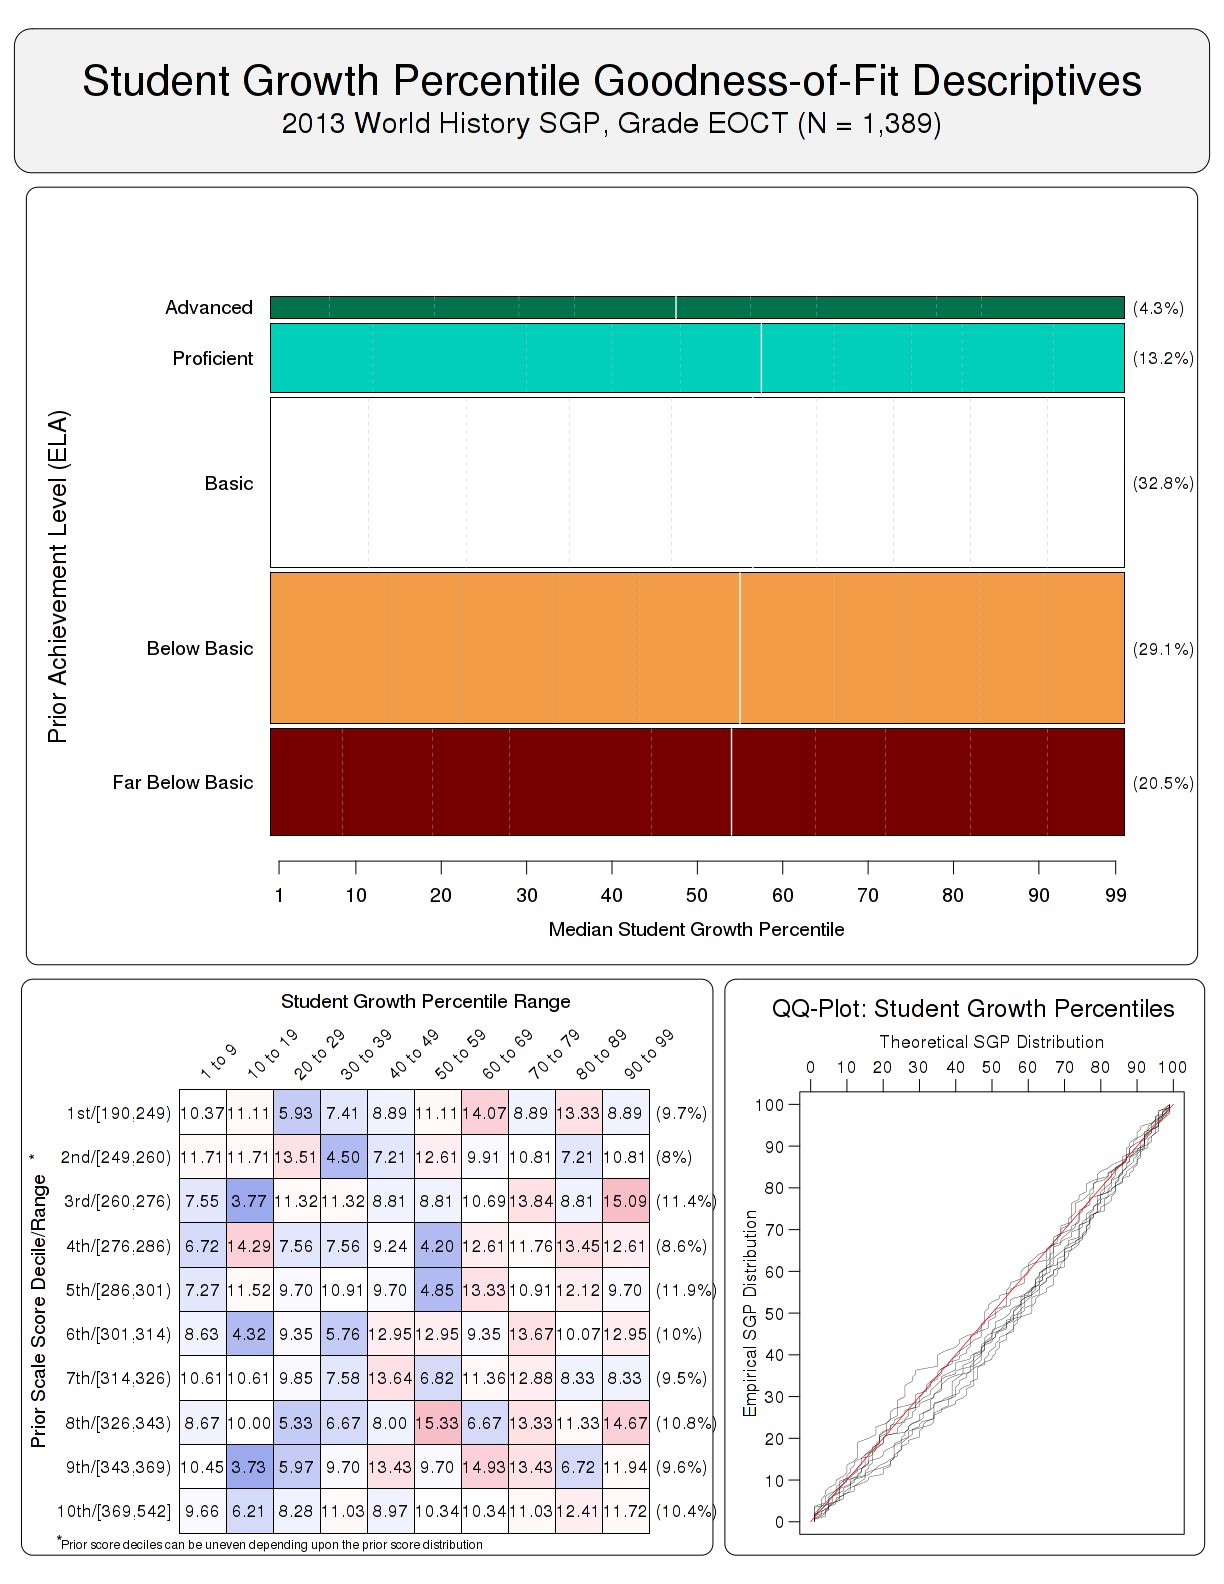 Student Growth Percentile Goodness-of-Fit Descriptives
2013 World History SGP, Grade EOCT (N = 1,389)
Prior Achievement Level (ELA)
Advanced (4.3%)
Proficient (13.2%)
Basic (32.8%)
Below Basic (29.1%)
Far Below Basic (20.5%)
1 10 20 30 40 50 60 70 80 90 99
Median Student Growth Percentile
Student Growth Percentile Range
1 to 9 10 to 19 20 to 29 30 to 39 40 to 49 50 to 59 60 to 69 70 to 79 80 to 89 90 to 99
Prior Scale Score Decile/Range *
1st/[190,249) 10.37 11.11 5.93 7.41 8.89 11.11 14.07 8.89 13.33 8.89 (9.7%)
2nd/[249,260) 11.71 11.71 13.51 4.50 7.21 12.61 9.91 10.81 7.21 10.81 (8%)
3rd/[260,276) 7.55 3.77 11.32 11.32 8.81 8.81 10.69 13.84 8.81 15.09 (11.4%)
4th/[276,286) 6.72 14.29 7.56 7.56 9.24 4.20 12.61 11.76 13.45 12.61 (8.6%)
5th/[286,301) 7.27 11.52 9.70 10.91 9.70 4.85 13.33 10.91 12.12 9.70 (11.9%)
6th/[301,314) 8.63 4.32 9.35 5.76 12.95 12.95 9.35 13.67 10.07 12.95 (10%)
7th/[314,326) 10.61 10.61 9.85 7.58 13.64 6.82 11.36 12.88 8.33 8.33 (9.5%)
8th/[326,343) 8.67 10.00 5.33 6.67 8.00 15.33 6.67 13.33 11.33 14.67 (10.8%)
9th/[343,369) 10.45 3.73 5.97 9.70 13.43 9.70 14.93 13.43 6.72 11.94 (9.6%)
10th/[369,542] 9.66 6.21 8.28 11.03 8.97 10.34 10.34 11.03 12.41 11.72 (10.4%)
*Prior score deciles can be uneven depending upon the prior score distribution
QQ-Plot: Student Growth Percentiles
Theoretical SGP Distribution
0 10 20 30 40 50 60 70 80 90 100
Empirical SGP Distribution
100
90
80
70
60
50
40
30
20
10
0